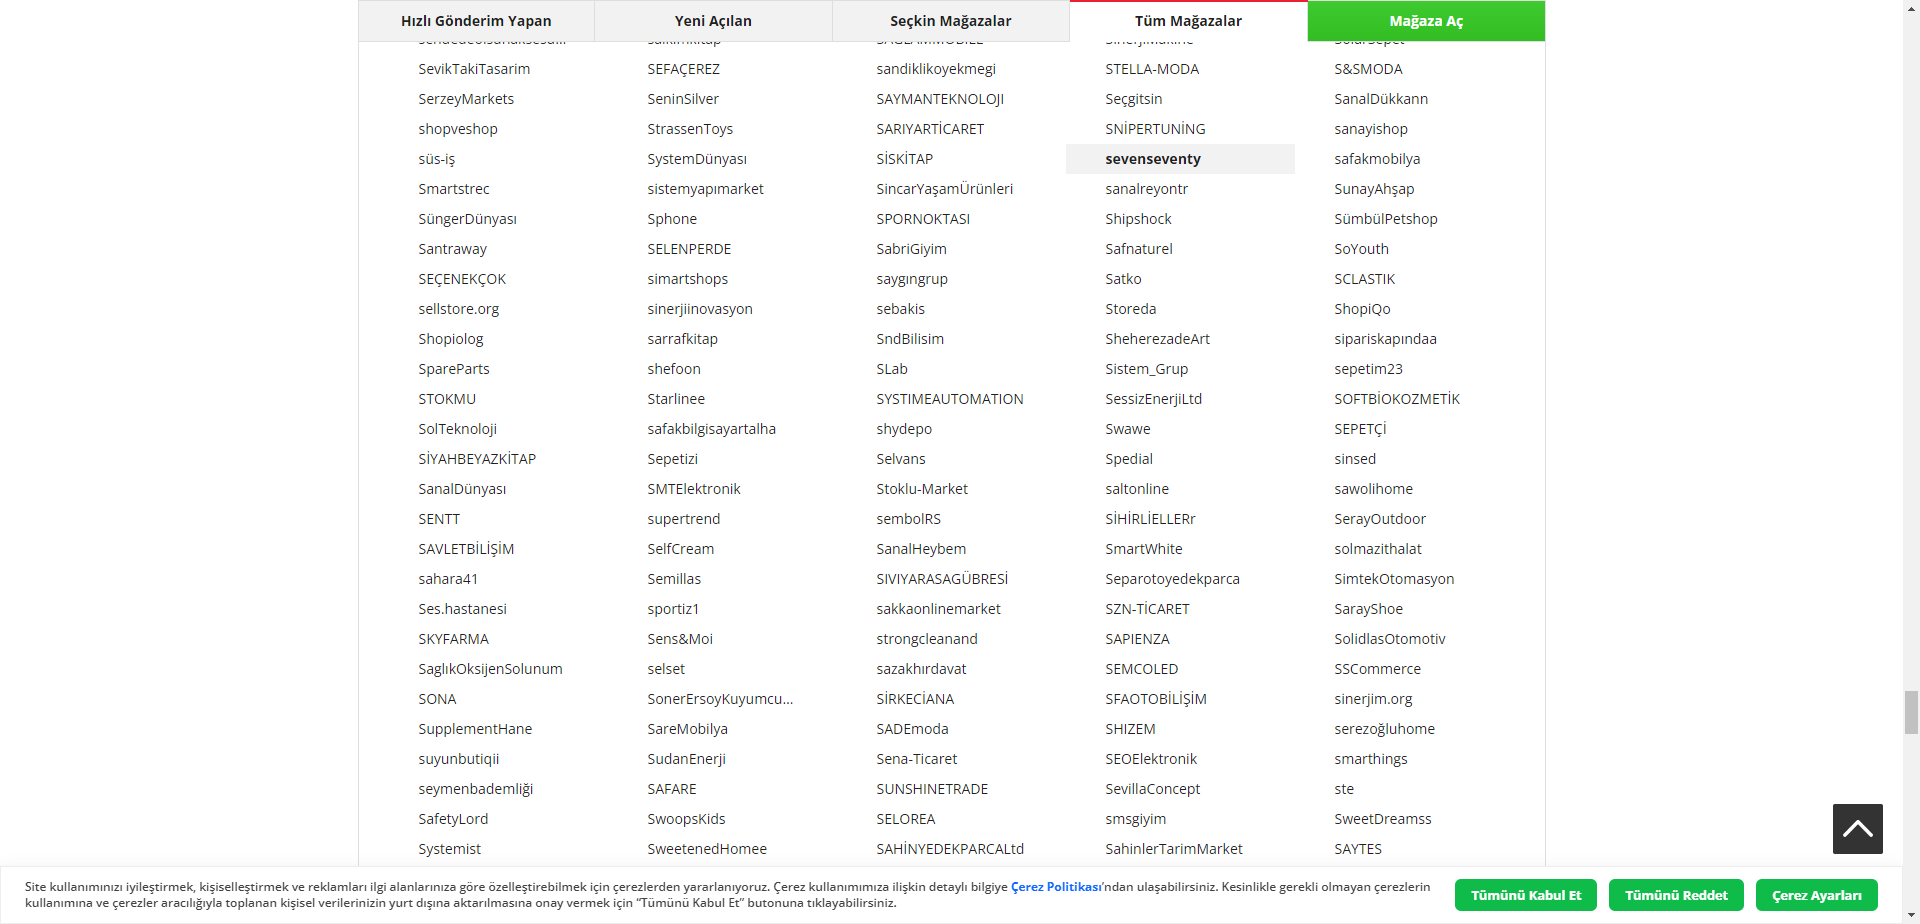 Hızlı Gönderim Yapan Yeni Açılan Seçkin Mağazalar Tüm Mağazalar Mağaza Aç
SevikTakiTasarim SEFAÇEREZ sandiklikoyekmegi STELLA-MODA S&SMODA
SerzeyMarkets SeninSilver SAYMANTEKNOLOJI Seçgitsin SanalDükkann
shopveshop StrassenToys SARIYARTİCARET SNİPERTUNİNG sanayishop
süs-iş SystemDünyası SİSKİTAP sevenseventy safakmobilya
Smartstrec sistemyapımarket SincarYaşamÜrünleri sanalreyontr SunayAhşap
SüngerDünyası Sphone SPORNOKTASI Shipshock SümbülPetshop
Santraway SELENPERDE SabriGiyim Safnaturel SoYouth
SEÇENEKÇOK simartshops saygıngrup Satko SCLASTIK
sellstore.org sinerjiinovasyon sebakis Storeda ShopiQo
Shopiolog sarrafkitap SndBilisim SheherezadeArt sipariskapındaa
SpareParts shefoon SLab Sistem_Grup sepetim23
STOKMU Starlinee SYSTIMEAUTOMATION SessizEnerjiLtd SOFTBİOKOZMETİK
SolTeknoloji safakbilgisayartalha shydepo Swawe SEPETÇİ
SİYAHBEYAZKİTAP Sepetizi Selvans Spedial sinsed
SanalDünyası SMTElektronik Stoklu-Market saltonline sawolihome
SENTT supertrend sembolRS SİHİRLİELLERr SerayOutdoor
SAVLETBİLİŞİM SelfCream SanalHeybem SmartWhite solmazithalat
sahara41 Semillas SIVIYARASAGÜBRESİ Separotoyedekparca SimtekOtomasyon
Ses.hastanesi sportiz1 sakkaonlinemarket SZN-TİCARET SarayShoe
SKYFARMA Sens&Moi strongcleanand SAPIENZA SolidlasOtomotiv
SaglıkOksijenSolunum selset sazakhırdavat SEMCOLED SSCommerce
SONA SonerErsoyKuyumcu... SİRKECİANA SFAOTOBİLİŞİM sinerjim.org
SupplementHane SareMobilya SADEmoda SHIZEM serezoğluhome
suyunbutiqii SudanEnerji Sena-Ticaret SEOElektronik smarthings
seymenbademliği SAFARE SUNSHINETRADE SevillaConcept ste
SafetyLord SwoopsKids SELOREA smsgiyim SweetDreamss
Systemist SweetenedHomee SAHİNYEDEKPARCALtd SahinlerTarimMarket SAYTES
Site kullanımınızı iyileştirmek, kişiselleştirmek ve reklamları ilgi alanlarınıza göre özelleştirebilmek için çerezlerden yararlanıyoruz. Çerez kullanımımıza ilişkin detaylı bilgiye Çerez Politikası'ndan ulaşabilirsiniz. Kesinlikle gerekli olmayan çerezlerin
kullanımına ve çerezler aracılığıyla toplanan kişisel verilerinizin yurt dışına aktarılmasına onay vermek için “Tümünü Kabul Et” butonuna tıklayabilirsiniz.
Tümünü Kabul Et Tümünü Reddet Çerez Ayarları